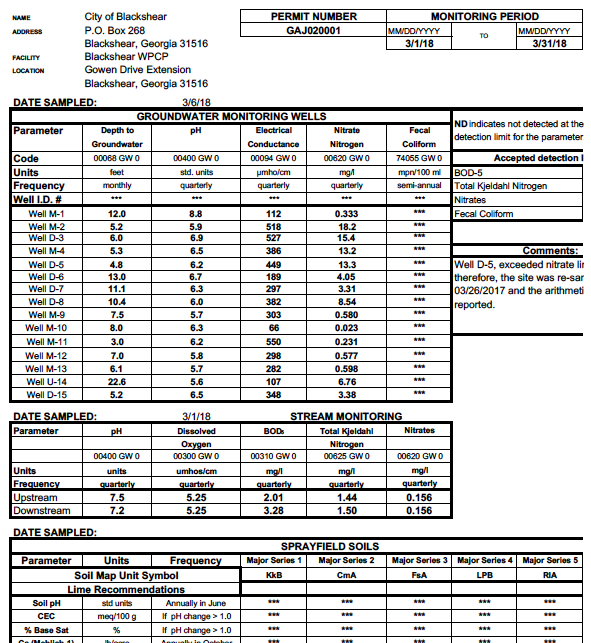 NAME City of Blackshear PERMIT NUMBER MONITORING PERIOD
ADDRESS P.O. Box 268 GAJ020001 MM/DD/YYYY TO MM/DD/YYYY
Blackshear, Georgia 31516 3/1/18 3/31/18
FACILITY Blackshear WPCP
LOCATION Gowen Drive Extension
Blackshear, Georgia 31516
DATE SAMPLED: 3/6/18
GROUNDWATER MONITORING WELLS
Parameter Depth to Groundwater pH Electrical Conductance Nitrate Nitrogen Fecal Coliform
Code 00068 GW 0 00400 GW 0 00094 GW 0 00620 GW 0 74055 GW 0
Units feet std. units µmho/cm mg/l mpn/100 ml
Frequency monthly quarterly quarterly quarterly semi-annual
Well I.D. # *** *** *** *** ***
Well M-1 12.0 8.8 112 0.333 ***
Well M-2 5.2 5.9 518 18.2 ***
Well D-3 6.0 6.9 527 15.4 ***
Well M-4 5.3 6.5 386 13.2 ***
Well D-5 4.8 6.2 449 13.3 ***
Well D-6 13.0 6.7 189 4.05 ***
Well D-7 11.1 6.3 297 3.31 ***
Well D-8 10.4 6.0 382 8.54 ***
Well M-9 7.5 5.7 303 0.580 ***
Well M-10 8.0 6.3 66 0.023 ***
Well M-11 3.0 6.2 550 0.231 ***
Well M-12 7.0 5.8 298 0.577 ***
Well M-13 6.1 5.7 282 0.598 ***
Well U-14 22.6 5.6 107 6.76 ***
Well D-15 5.2 6.5 348 3.38 ***
ND indicates not detected at the
detection limit for the parameter
Accepted detection l
BOD-5
Total Kjeldahl Nitrogen
Nitrates
Fecal Coliform
Comments:
Well D-5, exceeded nitrate lin
therefore, the site was re-sar
03/26/2017 and the arithmeti
reported.
DATE SAMPLED: 3/1/18 STREAM MONITORING
Parameter pH Dissolved Oxygen BOD₅ Total Kjeldahl Nitrogen Nitrates
00400 GW 0 00300 GW 0 00310 GW 0 00625 GW 0 00620 GW 0
Units units umhos/cm mg/l mg/l mg/l
Frequency quarterly quarterly quarterly quarterly quarterly
Upstream 7.5 5.25 2.01 1.44 0.156
Downstream 7.2 5.25 3.28 1.50 0.156
DATE SAMPLED:
SPRAYFIELD SOILS
Parameter Units Frequency Major Series 1 Major Series 2 Major Series 3 Major Series 4 Major Series 5
Soil Map Unit Symbol KkB CmA FsA LPB RIA
Lime Recommendations
Soil pH std units Annually in June *** *** *** *** ***
CEC meq/100 g If pH change > 1.0 *** *** *** *** ***
% Base Sat % If pH change > 1.0 *** *** *** *** ***